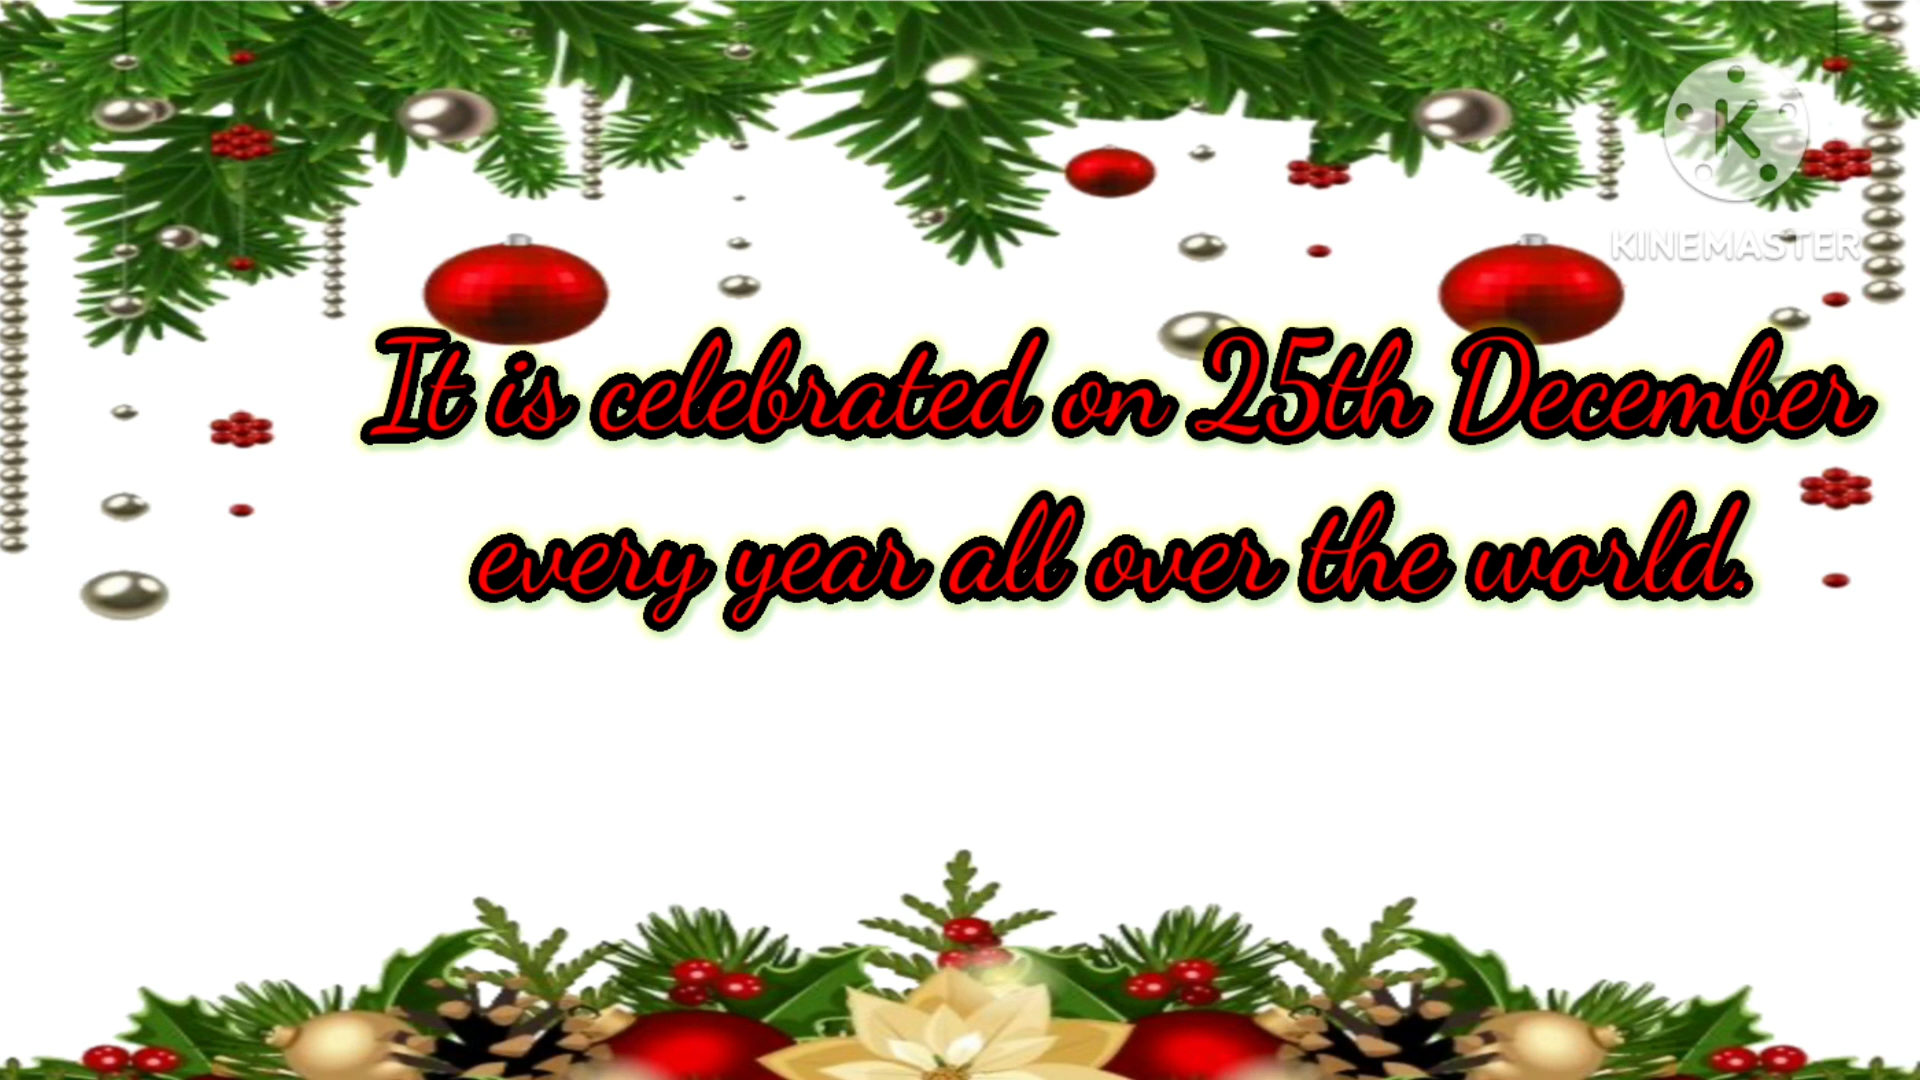 K
KINEMASTER
It is celebrated on 25th December
every year all over the world.